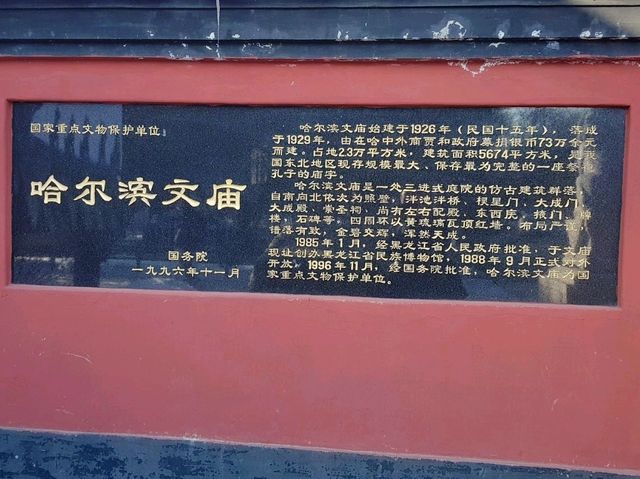 国家重点文物保护单位
哈尔滨文庙
国务院
一九九六年十一月
哈尔滨文庙始建于1926年（民国十五年），落成
于1929年，由在哈中外商贾和政府募捐银币73万余元
而建。占地2.3万平方米，建筑面积5674平方米，是我
国东北地区现存规模最大、保存最为完整的一座祭祀
孔子的庙宇。
哈尔滨文庙是一处三进式庭院的仿古建筑群落，
自南向北依次为照壁，泮池泮桥、棂星门、大成门、
大成殿、崇圣祠、尚有左右配殿、东西庑、掖门、牌
楼，石碑等，四周环以黄琉璃瓦顶红墙。布局严谨，
错落有致，金碧交辉，浑然天成。
1985年1月，经黑龙江省人民政府批准，于文庙
现址创办黑龙江省民族博物馆，1988年9月正式对外
开放，1996年11月，经国务院批准，哈尔滨文庙为国
家重点文物保护单位。